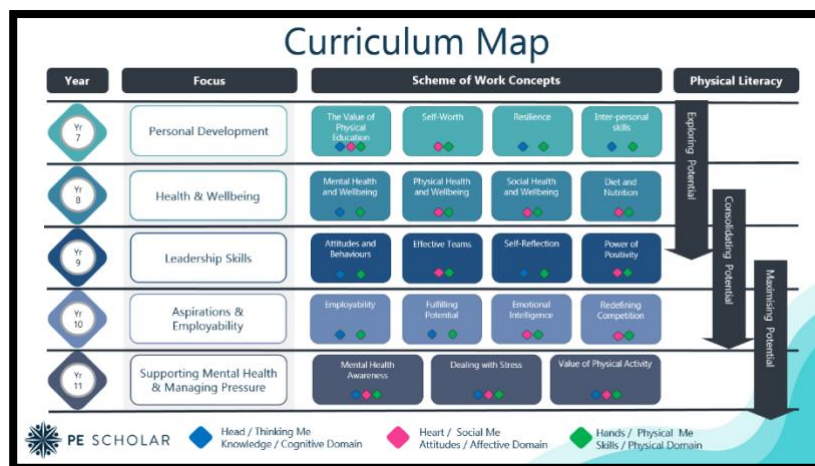 Curriculum Map
Year
Focus
Scheme of Work Concepts
Physical Literacy
Yr
7
Personal Development
The Value of
Physical
Education
Self-Worth
Resilience
Inter-personal
skills
Yr
8
Health & Wellbeing
Mental Health
and Wellbeing
Physical Health
and Wellbeing
Social Health
and Wellbeing
Diet and
Nutrition
Yr
9
Leadership Skills
Attitudes and
Behaviours
Effective Teams
Self-Reflection
Power of
Positivity
Yr
10
Aspirations &
Employability
Employability
Fulfilling
Potential
Emotional
Intelligence
Redefining
Competition
Yr
11
Supporting Mental Health
& Managing Pressure
Mental Health
Awareness
Dealing with Stress
Value of Physical Activity
Exploring Potential
Consolidating Potential
Maximising Potential
PE SCHOLAR
Head / Thinking Me
Knowledge / Cognitive Domain
Heart / Social Me
Attitudes / Affective Domain
Hands / Physical Me
Skills / Physical Domain